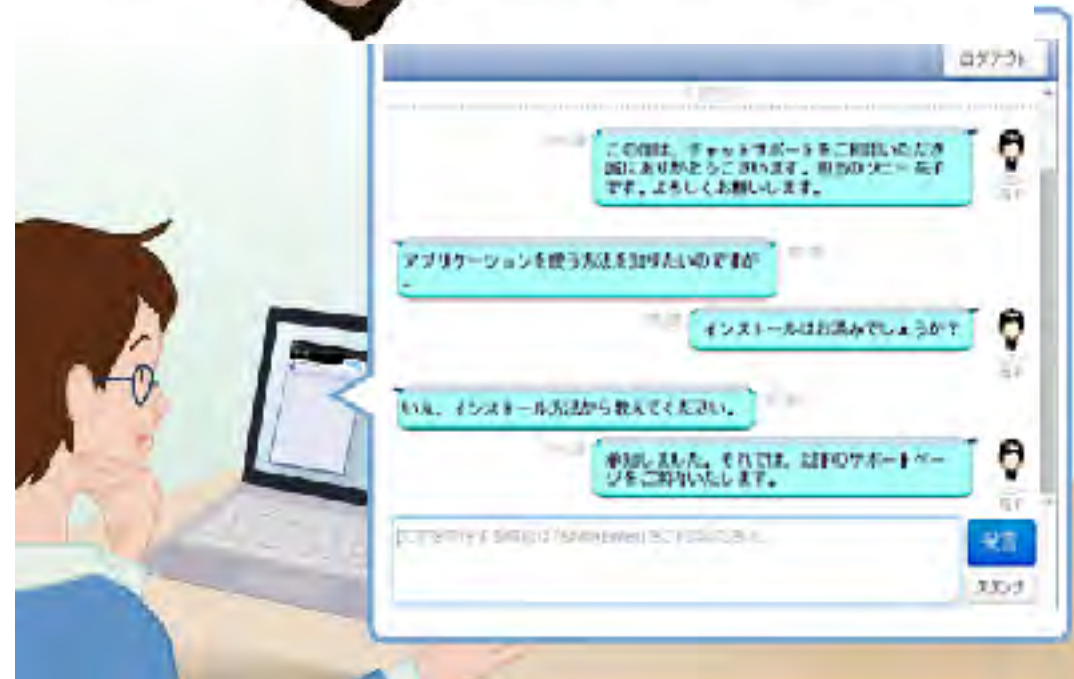 ログアウト
この度は、チャットサポートをご利用いただき
誠にありがとうございます。担当のソニー 花子
です。よろしくお願いします。
アプリケーションを使う方法を知りたいのですが
。
インストールはお済みでしょうか？
いえ、インストール方法から教えてください。
承知しました。それでは、以下のサポートペー
ジをご案内いたします。
発言
スタンプ